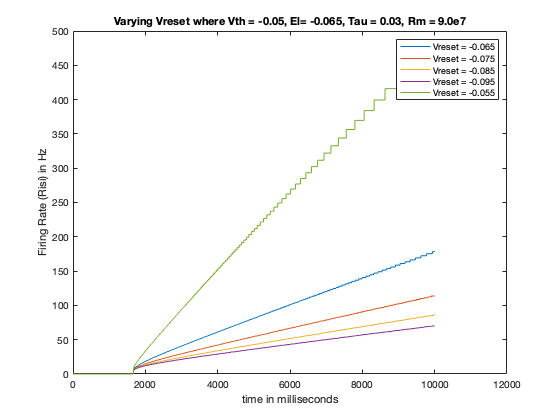 Varying Vreset where Vth = -0.05, El= -0.065, Tau = 0.03, Rm = 9.0e7
500
450
400
350
300
250
200
150
100
50
0
Firing Rate (Risi) in Hz
Vreset = -0.065
Vreset = -0.075
Vreset = -0.085
Vreset = -0.095
Vreset = -0.055
0 2000 4000 6000 8000 10000 12000
time in milliseconds